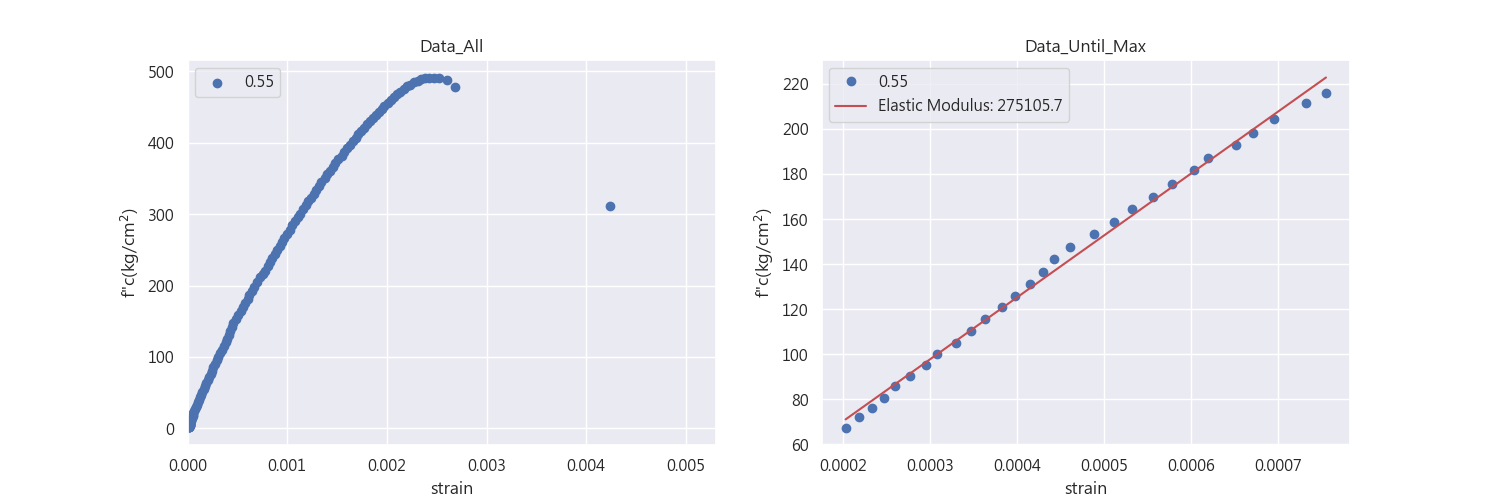 Data_All
0.55
500
400
300
200
100
0
f"c(kg/cm²)
0.000 0.001 0.002 0.003 0.004 0.005
strain
Data_Until_Max
0.55
Elastic Modulus: 275105.7
220
200
180
160
140
120
100
80
60
f"c(kg/cm²)
0.0002 0.0003 0.0004 0.0005 0.0006 0.0007
strain